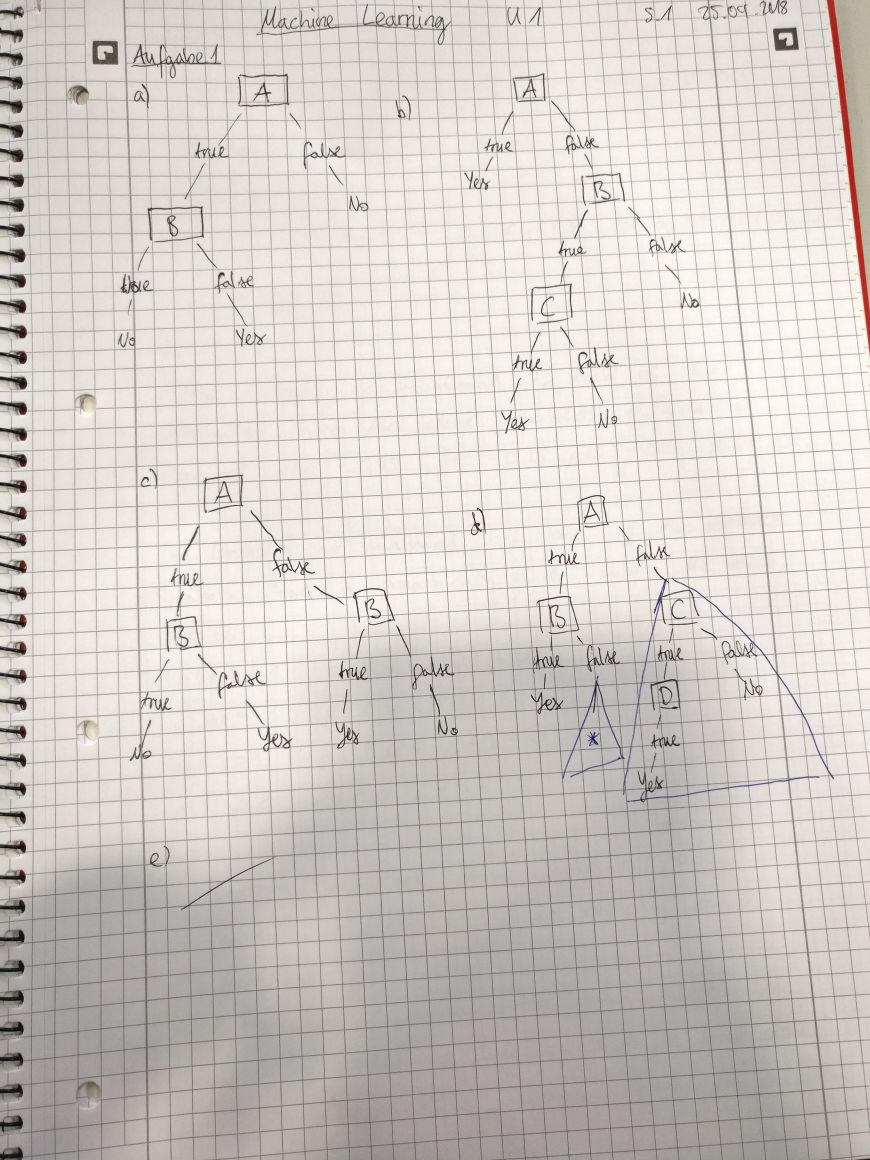 Machine Learning U1 S.1 25.09.2018
Aufgabe 1
a)
A
true false
B No
true false
No Yes
b)
A
true false
Yes B
true false
C No
true false
Yes No
c)
A
true false
B B
true false true false
No Yes Yes No
d)
A
true false
B C
true false true false
Yes * D No
true
Yes
e)